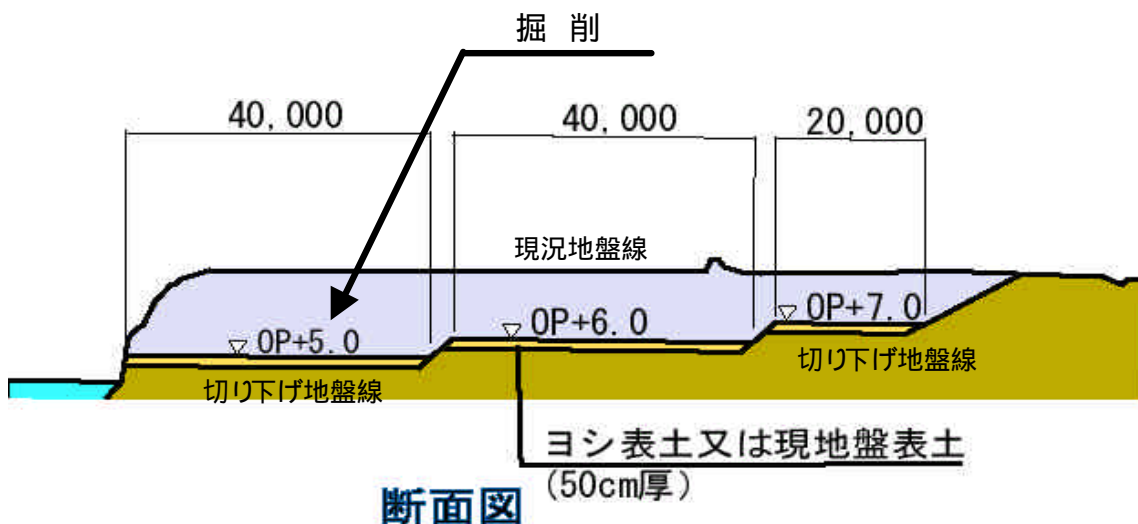 掘 削
40,000
40,000
20,000
現況地盤線
OP+5.0
OP+6.0
OP+7.0
切り下げ地盤線
切り下げ地盤線
ヨシ表土又は現地盤表土
(50cm厚)
断面図